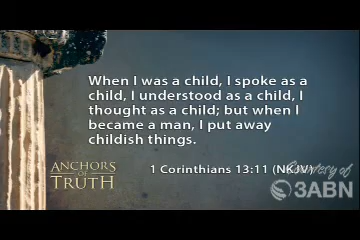 When I was a child, I spoke as a
child, I understood as a child, I
thought as a child; but when I
became a man, I put away
childish things.
ANCHORS
OF
TRUTH
1 Corinthians 13:11 (NKJV)
Courtesy of
3ABN